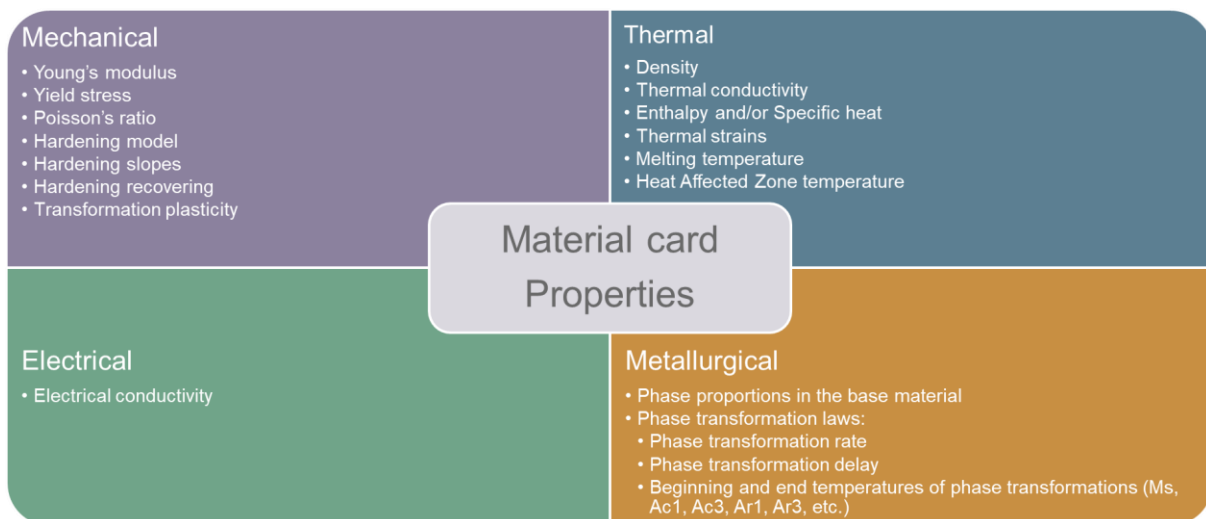 Mechanical
• Young's modulus
• Yield stress
• Poisson's ratio
• Hardening model
• Hardening slopes
• Hardening recovering
• Transformation plasticity
Thermal
• Density
• Thermal conductivity
• Enthalpy and/or Specific heat
• Thermal strains
• Melting temperature
• Heat Affected Zone temperature
Material card
Properties
Electrical
• Electrical conductivity
Metallurgical
• Phase proportions in the base material
• Phase transformation laws:
• Phase transformation rate
• Phase transformation delay
• Beginning and end temperatures of phase transformations (Ms,
Ac1, Ac3, Ar1, Ar3, etc.)